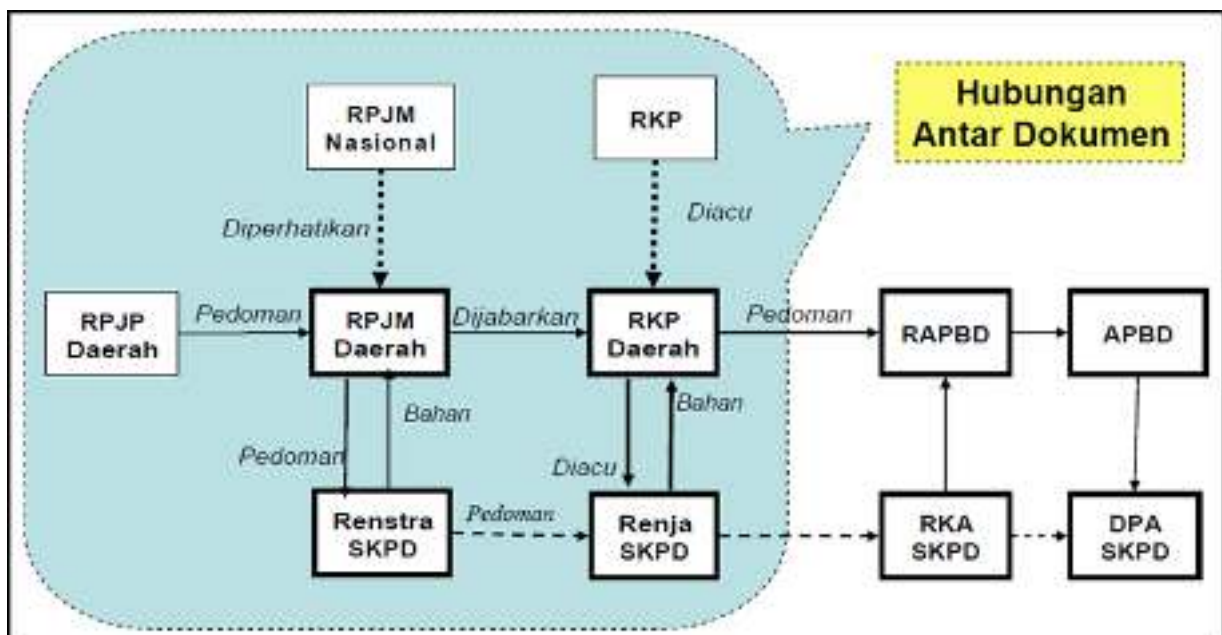 RPJM
Nasional
RKP
Hubungan
Antar Dokumen
Diperhatikan
Diacu
RPJP
Daerah
Pedoman
RPJM
Daerah
Dijabarkan
RKP
Daerah
Pedoman
RAPBD
APBD
Pedoman
Bahan
Diacu
Bahan
Renstra
SKPD
Pedoman
Renja
SKPD
RKA
SKPD
DPA
SKPD